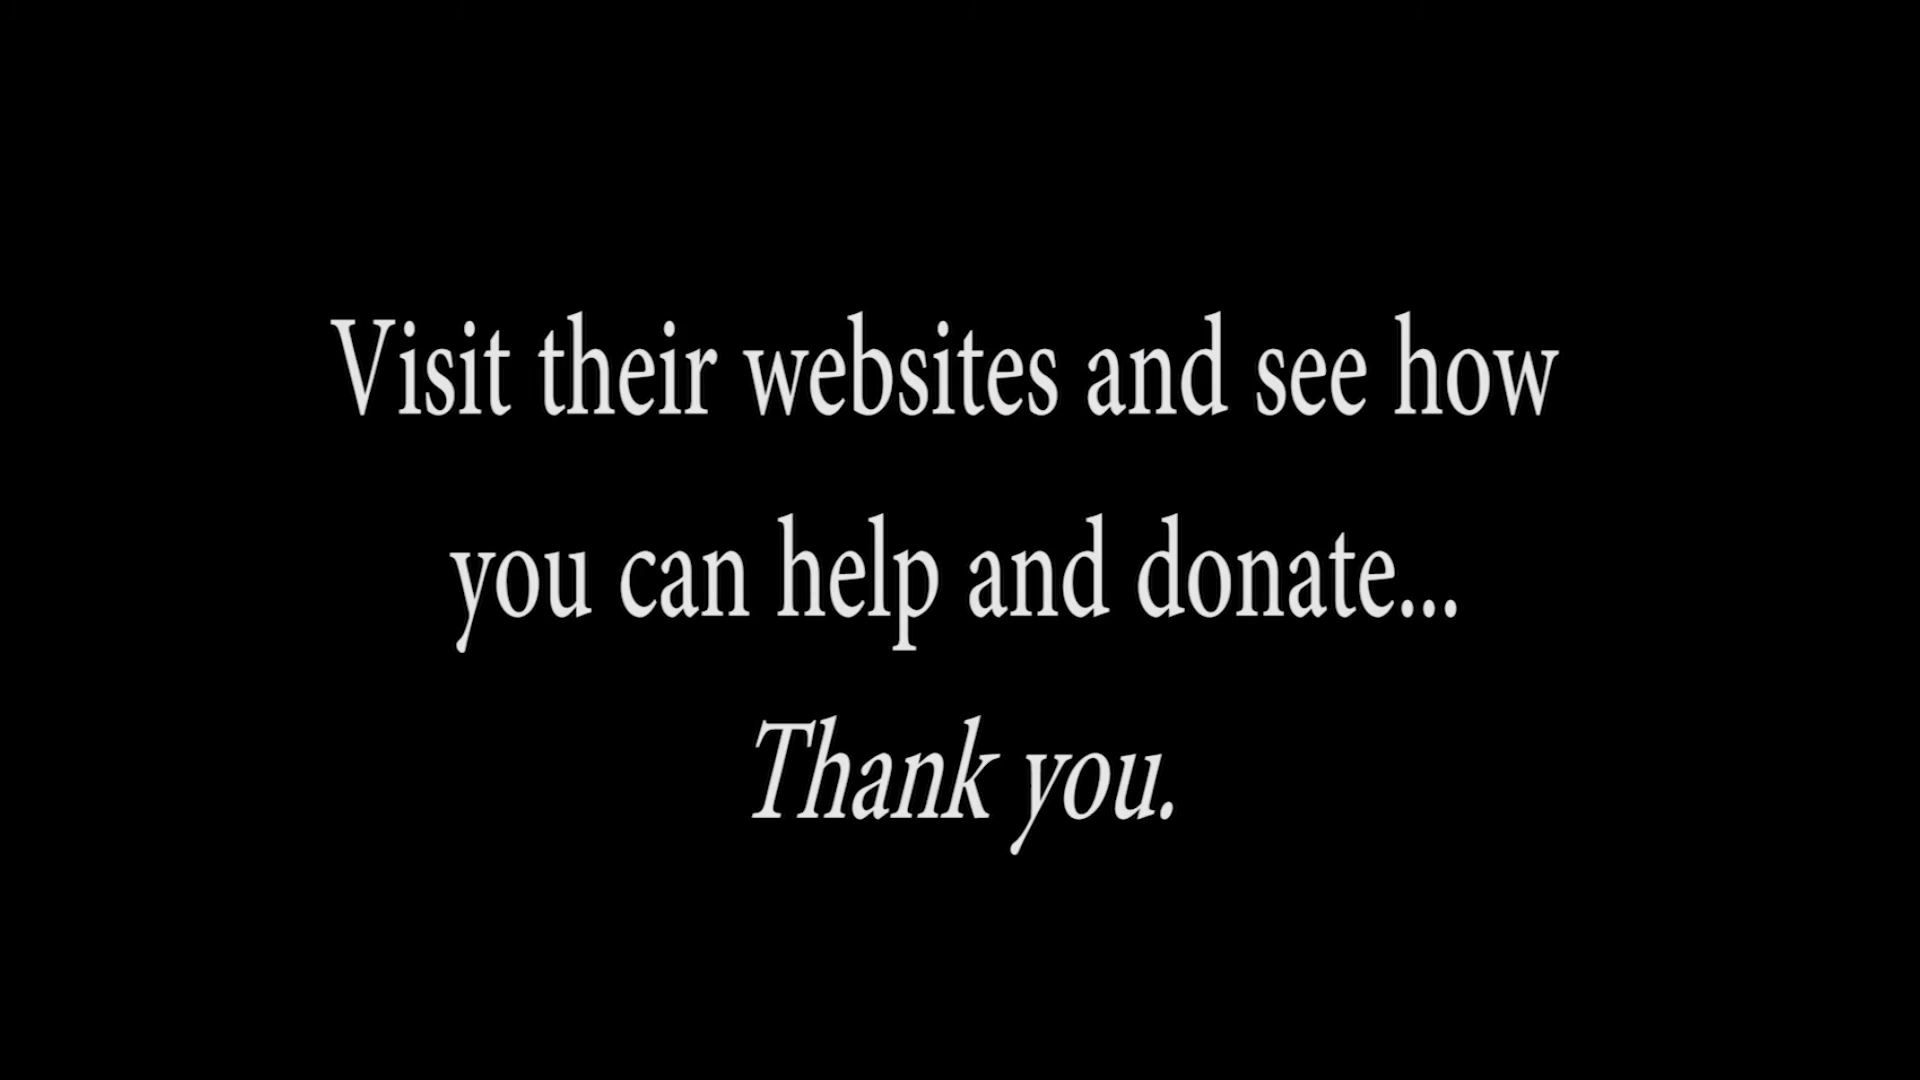 Visit their websites and see how
you can help and donate...
Thank you.